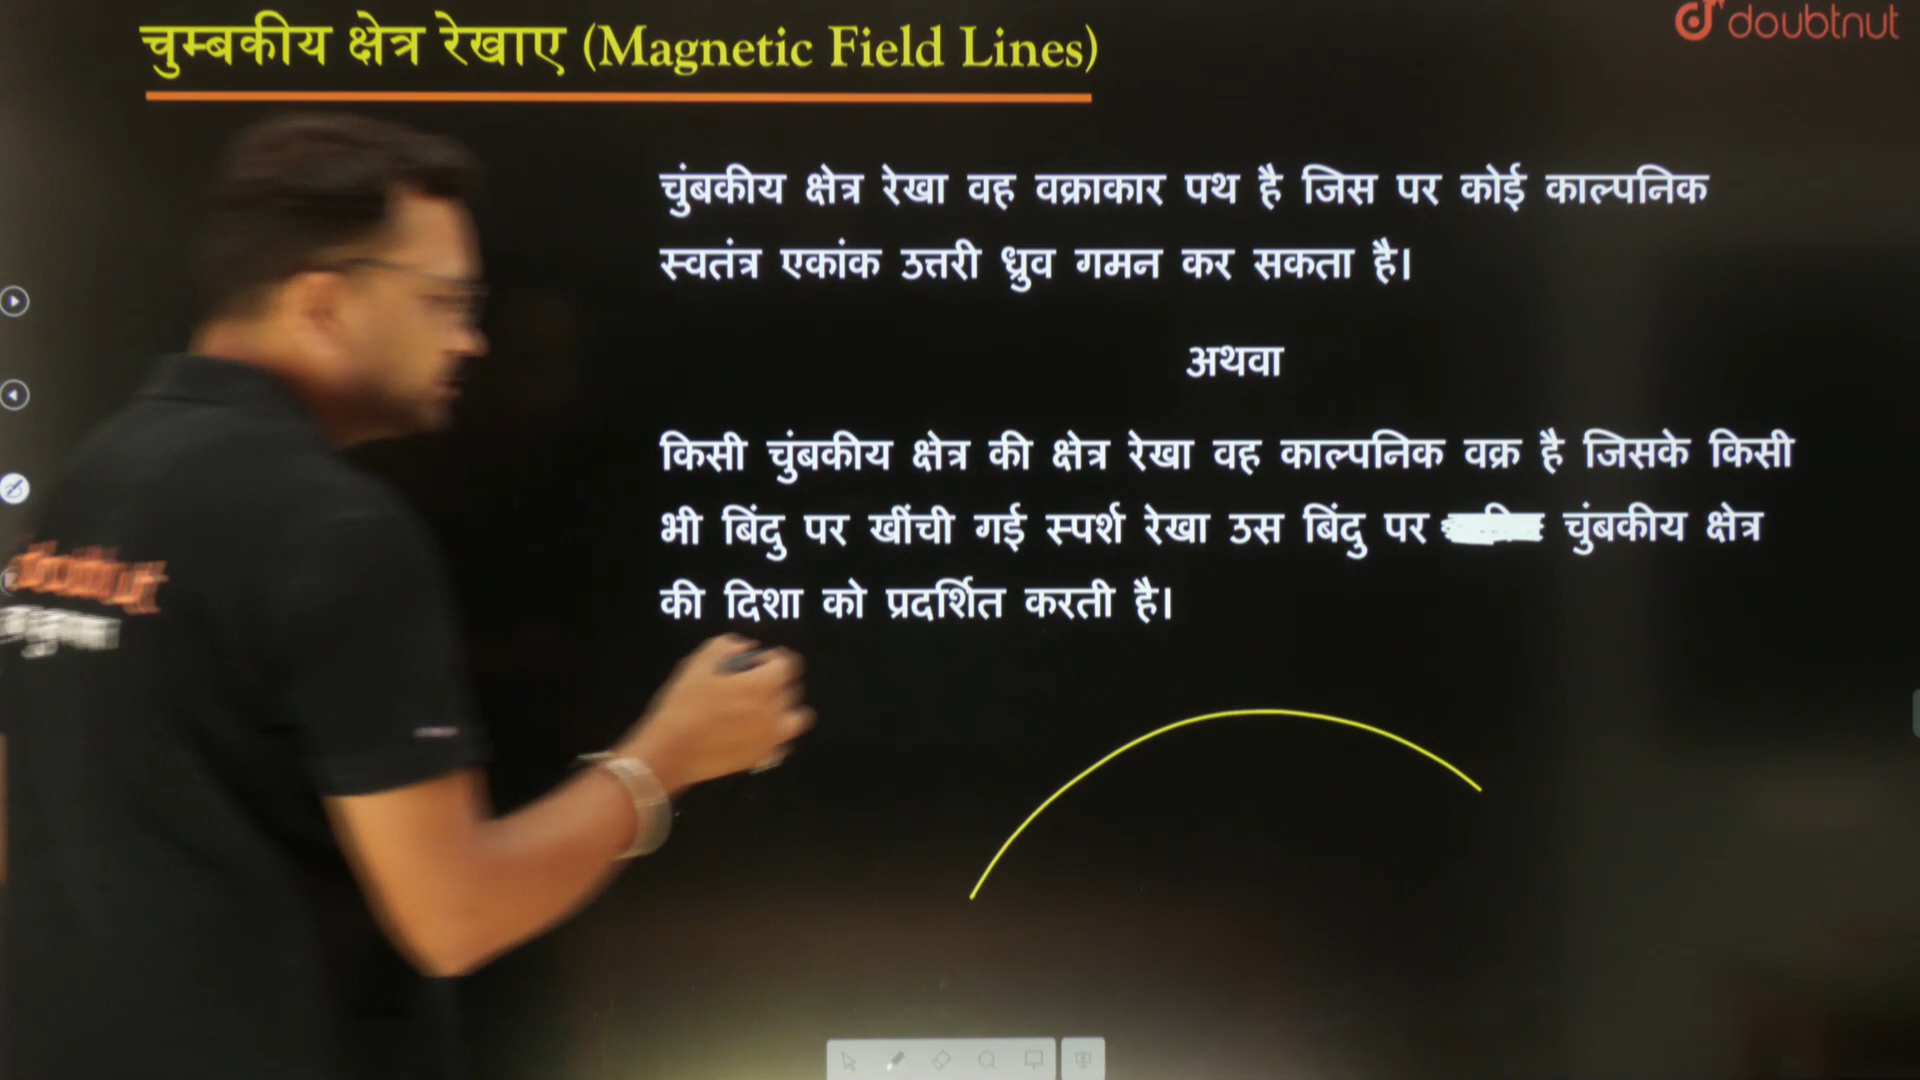 चुम्बकीय क्षेत्र रेखाए (Magnetic Field Lines)
doubtnut
चुंबकीय क्षेत्र रेखा वह वक्राकार पथ है जिस पर कोई काल्पनिक
स्वतंत्र एकांक उत्तरी ध्रुव गमन कर सकता है।
अथवा
किसी चुंबकीय क्षेत्र की क्षेत्र रेखा वह काल्पनिक वक्र है जिसके किसी
भी बिंदु पर खींची गई स्पर्श रेखा उस बिंदु पर चुंबकीय क्षेत्र
की दिशा को प्रदर्शित करती है।